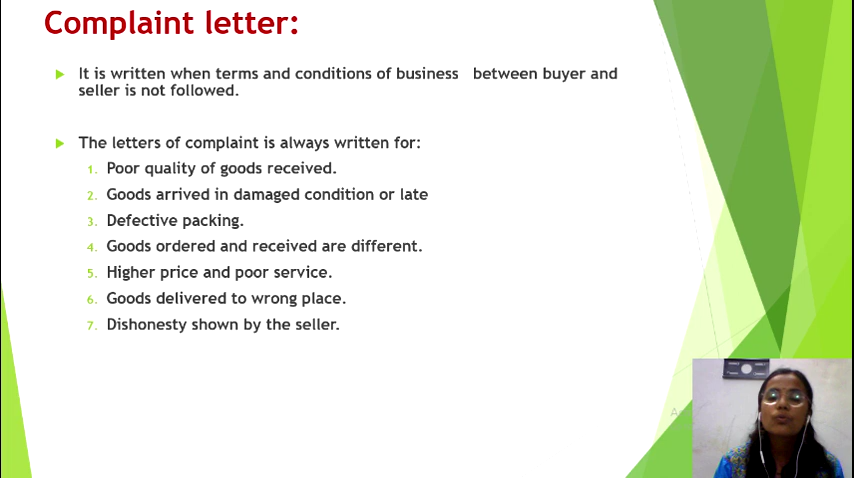 Complaint letter:
It is written when terms and conditions of business between buyer and
seller is not followed.
The letters of complaint is always written for:
1. Poor quality of goods received.
2. Goods arrived in damaged condition or late
3. Defective packing.
4. Goods ordered and received are different.
5. Higher price and poor service.
6. Goods delivered to wrong place.
7. Dishonesty shown by the seller.